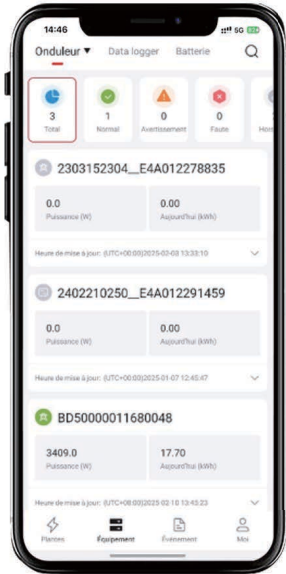 14:46
5G
Onduleur ▼ Data logger Batterie
3 1 0 0
Total Normal Avertissement Faute Hors
2303152304__E4A012278835
0.0 0.00
Puissance (W) Aujourd'hui (kWh)
Heure de mise à jour: (UTC+00:00)2025-02-03 13:33:10
2402210250__E4A012291459
0.0 0.00
Puissance (W) Aujourd'hui (kWh)
Heure de mise à jour: (UTC+00:00)2025-01-07 12:45:47
BD50000011680048
3409.0 17.70
Puissance (W) Aujourd'hui (kWh)
Heure de mise à jour: (UTC+08:00)2025-02-10 13:45:23
Plantes Équipement Événement Moi